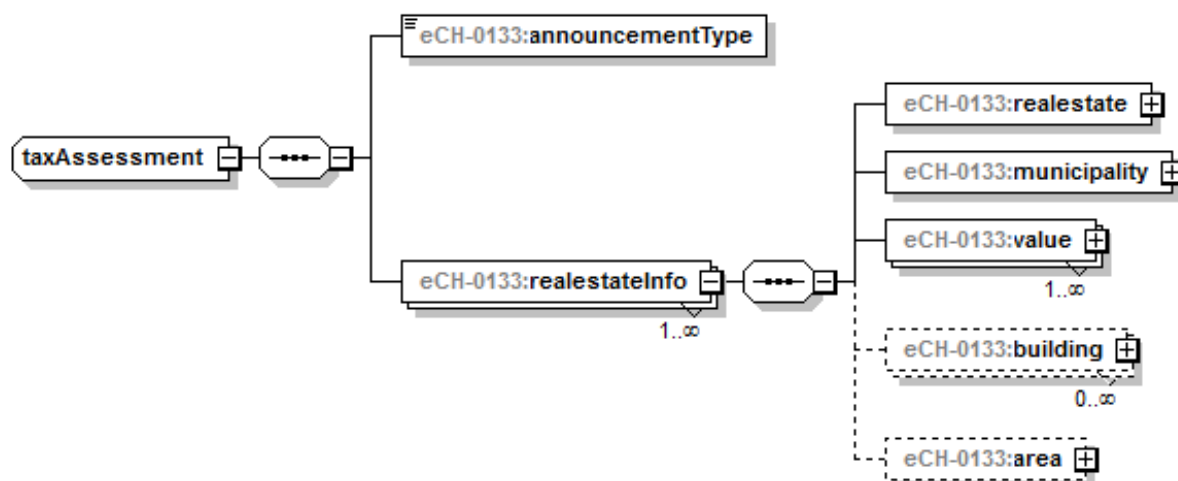 eCH-0133:announcementType
eCH-0133:realestate
taxAssessment
eCH-0133:municipality
eCH-0133:value
1..∞
eCH-0133:realestateInfo
1..∞
eCH-0133:building
0..∞
eCH-0133:area